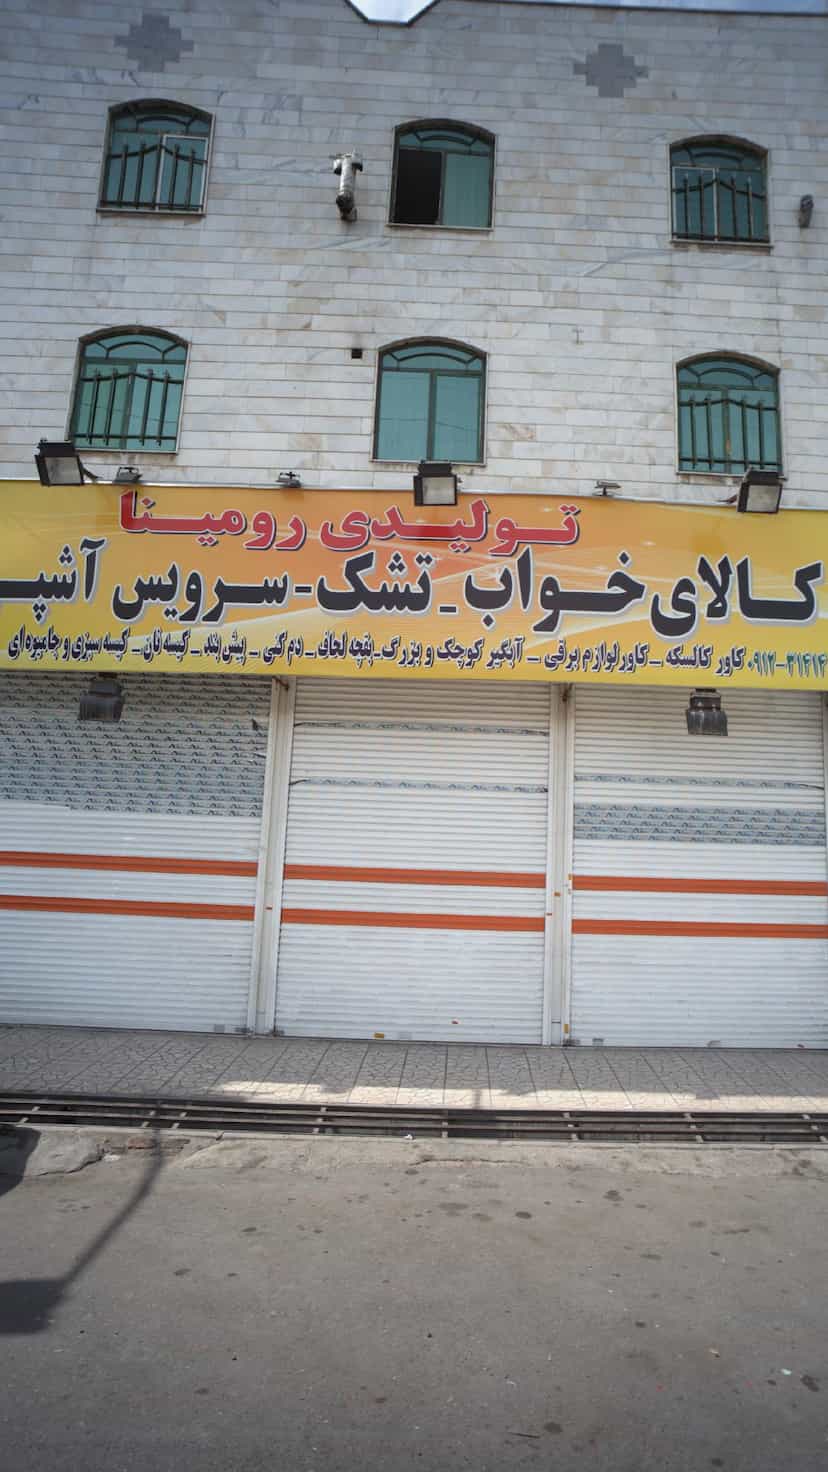 تولیدی رومینا
کالای خواب - تشک - سرویس آشپ
۰۹۱۲-۳۱۴۱۴ کاور کالسکه - کاور لوازم برقی - آبگیر کوچک و بزرگ - بقچه لحاف - دم کنی - پیش بند - کیسه نان - کیسه سبزی و جامیوه ای